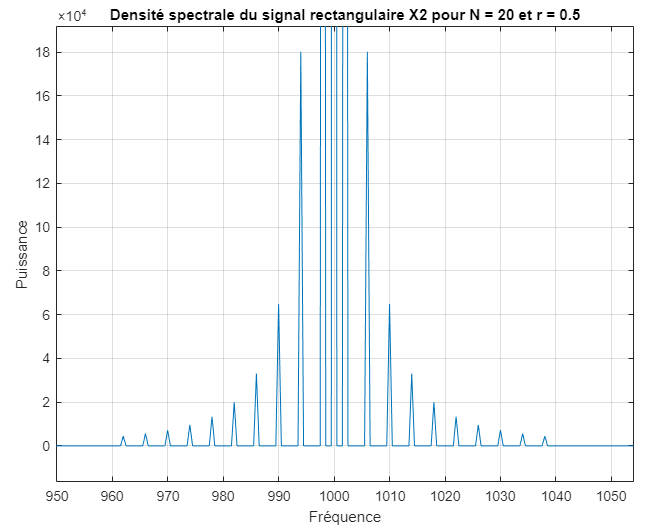 Densité spectrale du signal rectangulaire X2 pour N = 20 et r = 0.5
×10⁴
18
16
14
12
10
8
6
4
2
0
Puissance
950 960 970 980 990 1000 1010 1020 1030 1040 1050
Fréquence